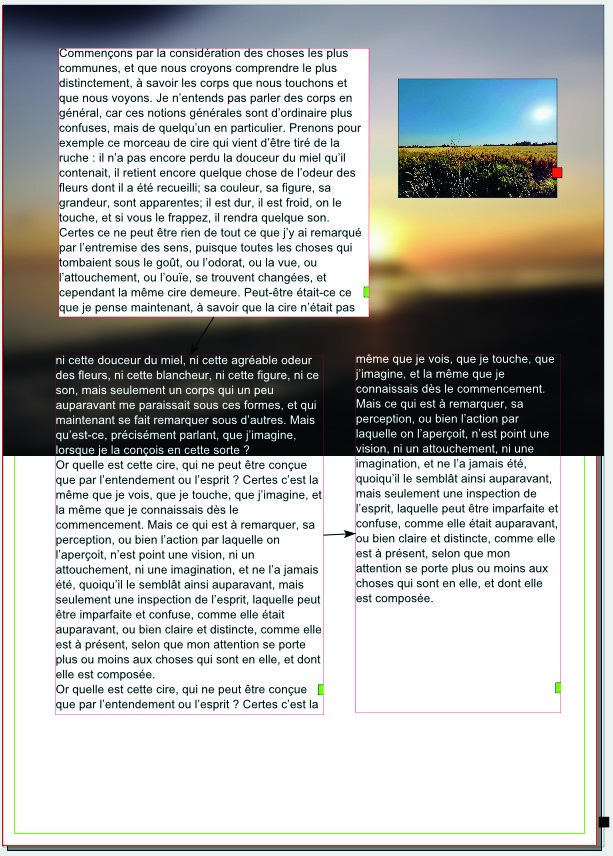 Commençons par la considération des choses les plus
communes, et que nous croyons comprendre le plus
distinctement, à savoir les corps que nous touchons et
que nous voyons. Je n’entends pas parler des corps en
général, car ces notions générales sont d’ordinaire plus
confuses, mais de quelqu’un en particulier. Prenons pour
exemple ce morceau de cire qui vient d’être tiré de la
ruche : il n’a pas encore perdu la douceur du miel qu’il
contenait, il retient encore quelque chose de l’odeur des
fleurs dont il a été recueilli; sa couleur, sa figure, sa
grandeur, sont apparentes; il est dur, il est froid, on le
touche, et si vous le frappez, il rendra quelque son.
Certes ce ne peut être rien de tout ce que j’y ai remarqué
par l’entremise des sens, puisque toutes les choses qui
tombaient sous le goût, ou l’odorat, ou la vue, ou
l’attouchement, ou l’ouïe, se trouvent changées, et
cependant la même cire demeure. Peut-être était-ce ce
que je pense maintenant, à savoir que la cire n’était pas
ni cette douceur du miel, ni cette agréable odeur
des fleurs, ni cette blancheur, ni cette figure, ni ce
son, mais seulement un corps qui un peu
auparavant me paraissait sous ces formes, et qui
maintenant se fait remarquer sous d’autres. Mais
qu’est-ce, précisément parlant, que j’imagine,
lorsque je la conçois en cette sorte ?
Or quelle est cette cire, qui ne peut être conçue
que par l’entendement ou l’esprit ? Certes c’est la
même que je vois, que je touche, que j’imagine, et
la même que je connaissais dès le
commencement. Mais ce qui est à remarquer, sa
perception, ou bien l’action par laquelle on
l’aperçoit, n’est point une vision, ni un
attouchement, ni une imagination, et ne l’a jamais
été, quoiqu’il le semblât ainsi auparavant, mais
seulement une inspection de l’esprit, laquelle peut
être imparfaite et confuse, comme elle était
auparavant, ou bien claire et distincte, comme elle
est à présent, selon que mon attention se porte
plus ou moins aux choses qui sont en elle, et dont
elle est composée.
Or quelle est cette cire, qui ne peut être conçue
que par l’entendement ou l’esprit ? Certes c’est la
même que je vois, que je touche, que
j’imagine, et la même que je
connaissais dès le commencement.
Mais ce qui est à remarquer, sa
perception, ou bien l’action par
laquelle on l’aperçoit, n’est point une
vision, ni un attouchement, ni une
imagination, et ne l’a jamais été,
quoiqu’il le semblât ainsi auparavant,
mais seulement une inspection de
l’esprit, laquelle peut être imparfaite et
confuse, comme elle était auparavant,
ou bien claire et distincte, comme elle
est à présent, selon que mon
attention se porte plus ou moins aux
choses qui sont en elle, et dont elle
est composée.